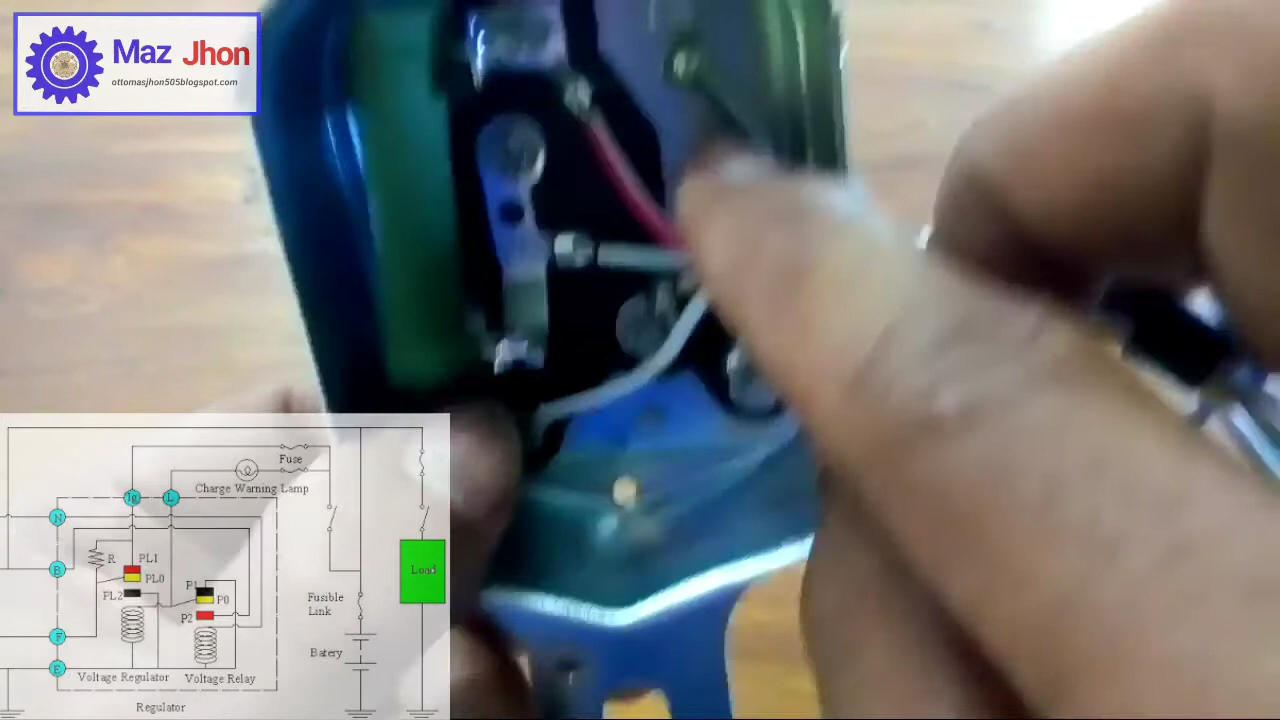 Maz Jhon
ottomasjhon505blogspot.com
Fuse
Charge Warning Lamp
Ig
L
N
B
R
PL1
PL0
PL2
P1
P0
P2
Load
Fusible
Link
F
Batery
E
Voltage Regulator
Voltage Relay
Regulator